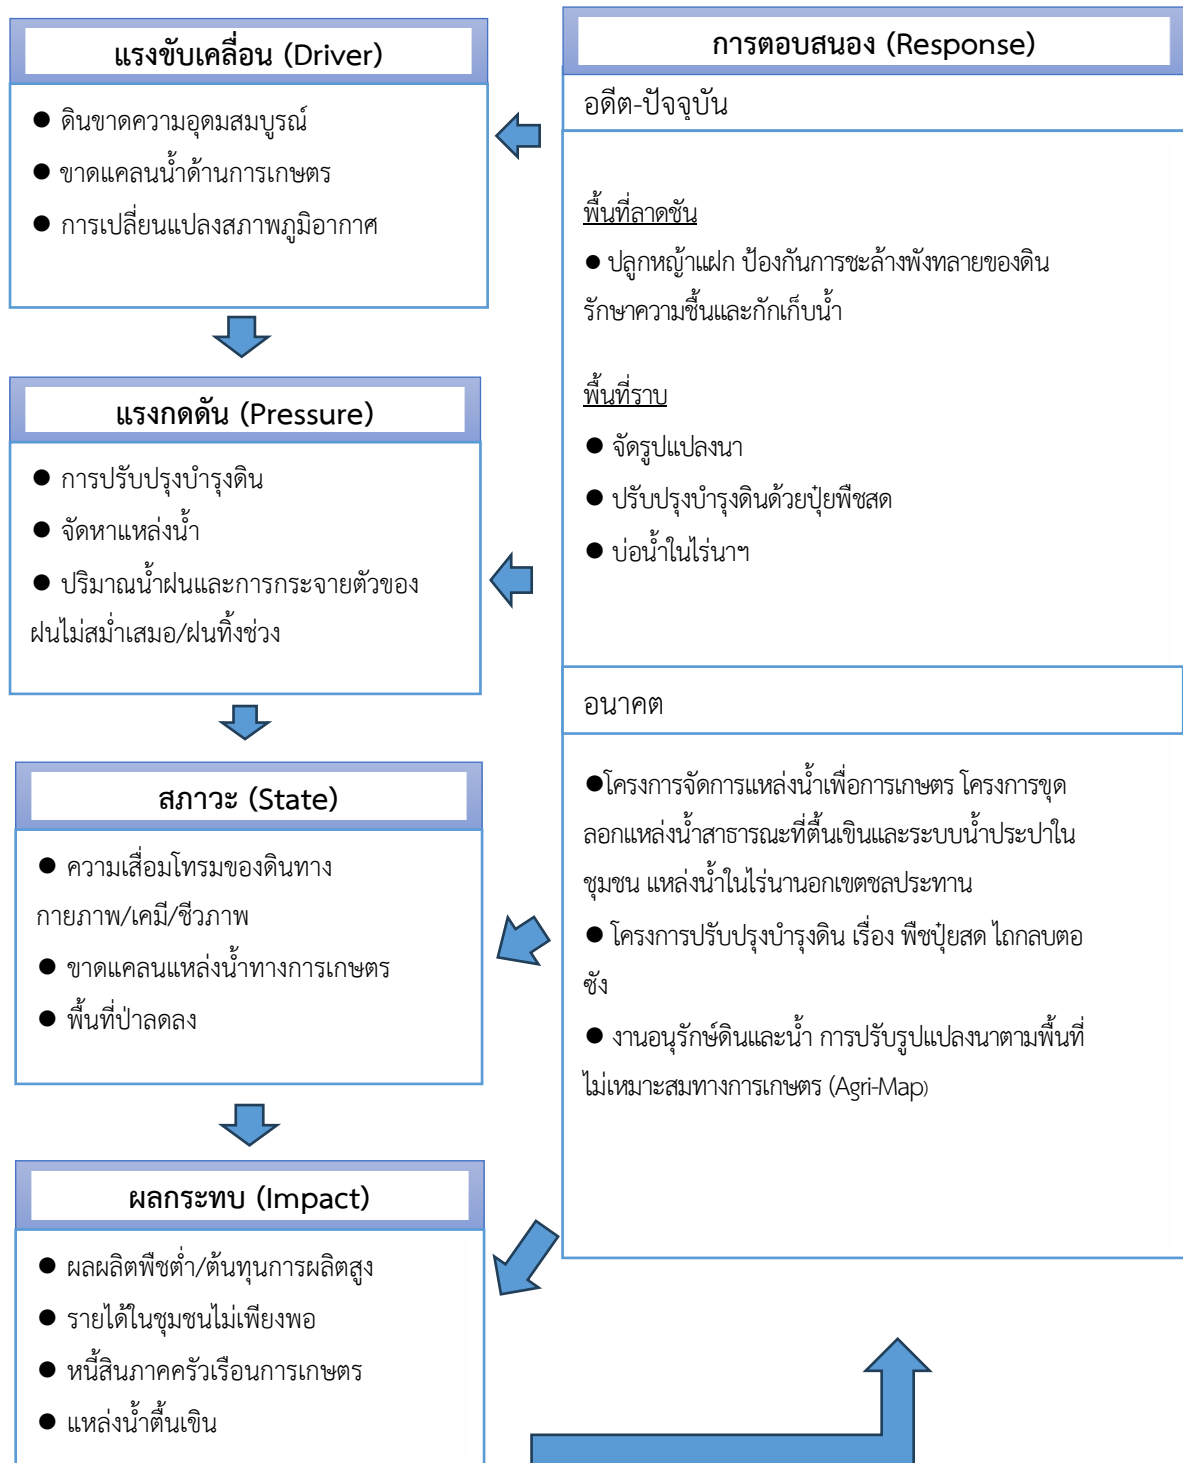 แรงขับเคลื่อน (Driver)
● ดินขาดความอุดมสมบูรณ์
● ขาดแคลนน้ำด้านการเกษตร
● การเปลี่ยนแปลงสภาพภูมิอากาศ
แรงกดดัน (Pressure)
● การปรับปรุงบำรุงดิน
● จัดหาแหล่งน้ำ
● ปริมาณน้ำฝนและการกระจายตัวของ
ฝนไม่สม่ำเสมอ/ฝนทิ้งช่วง
สภาวะ (State)
● ความเสื่อมโทรมของดินทาง
กายภาพ/เคมี/ชีวภาพ
● ขาดแคลนแหล่งน้ำทางการเกษตร
● พื้นที่ป่าลดลง
ผลกระทบ (Impact)
● ผลผลิตพืชต่ำ/ต้นทุนการผลิตสูง
● รายได้ในชุมชนไม่เพียงพอ
● หนี้สินภาคครัวเรือนการเกษตร
● แหล่งน้ำตื้นเขิน
การตอบสนอง (Response)
อดีต-ปัจจุบัน
พื้นที่ลาดชัน
● ปลูกหญ้าแฝก ป้องกันการชะล้างพังทลายของดิน
รักษาความชื้นและกักเก็บน้ำ
พื้นที่ราบ
● จัดรูปแปลงนา
● ปรับปรุงบำรุงดินด้วยปุ๋ยพืชสด
● บ่อน้ำในไร่นาฯ
อนาคต
●โครงการจัดการแหล่งน้ำเพื่อการเกษตร โครงการขุด
ลอกแหล่งน้ำสาธารณะที่ตื้นเขินและระบบน้ำประปาใน
ชุมชน แหล่งน้ำในไร่นานอกเขตชลประทาน
● โครงการปรับปรุงบำรุงดิน เรื่อง พืชปุ๋ยสด ไถกลบตอ
ซัง
● งานอนุรักษ์ดินและน้ำ การปรับรูปแปลงนาตามพื้นที่
ไม่เหมาะสมทางการเกษตร (Agri-Map)